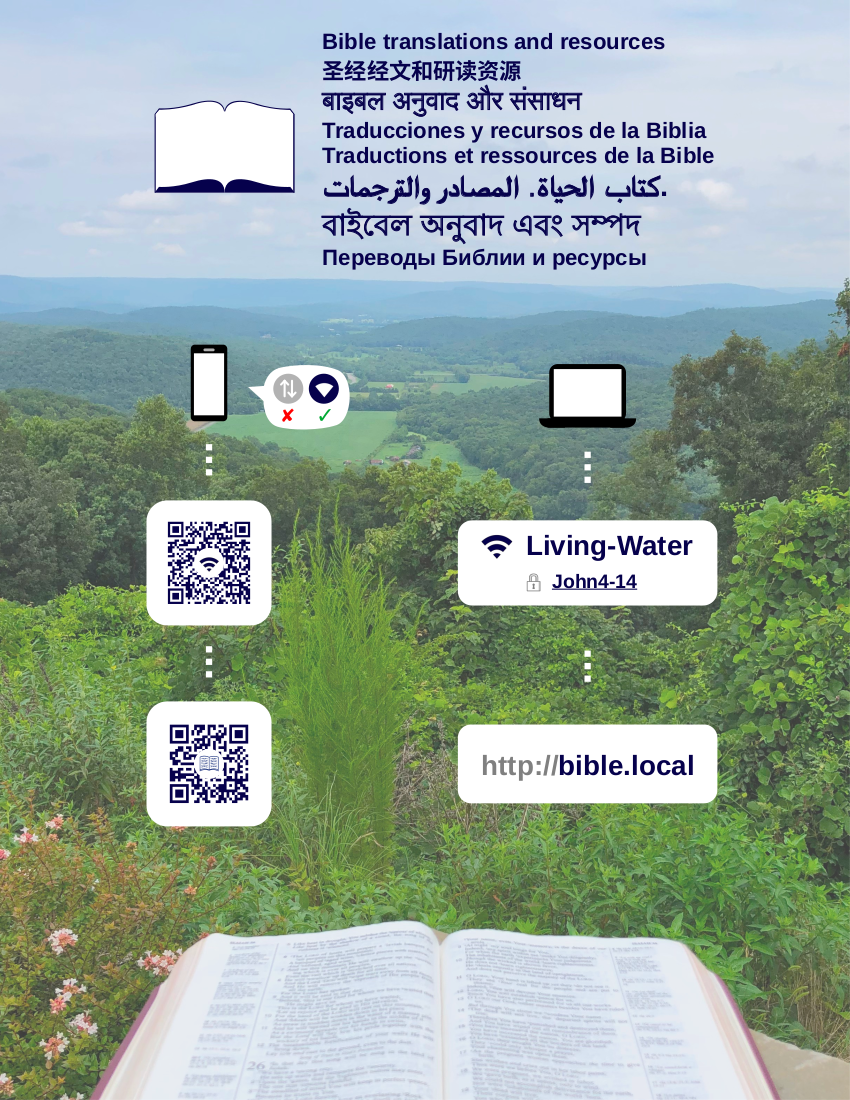 Bible translations and resources
圣经经文和研读资源
बाइबल अनुवाद और संसाधन
Traducciones y recursos de la Biblia
Traductions et ressources de la Bible
كتاب الحياة. المصادر والترجمات.
বাইবেল অনুবাদ এবং সম্পদ
Переводы Библии и ресурсы
Living-Water
John4-14
http://bible.local
26